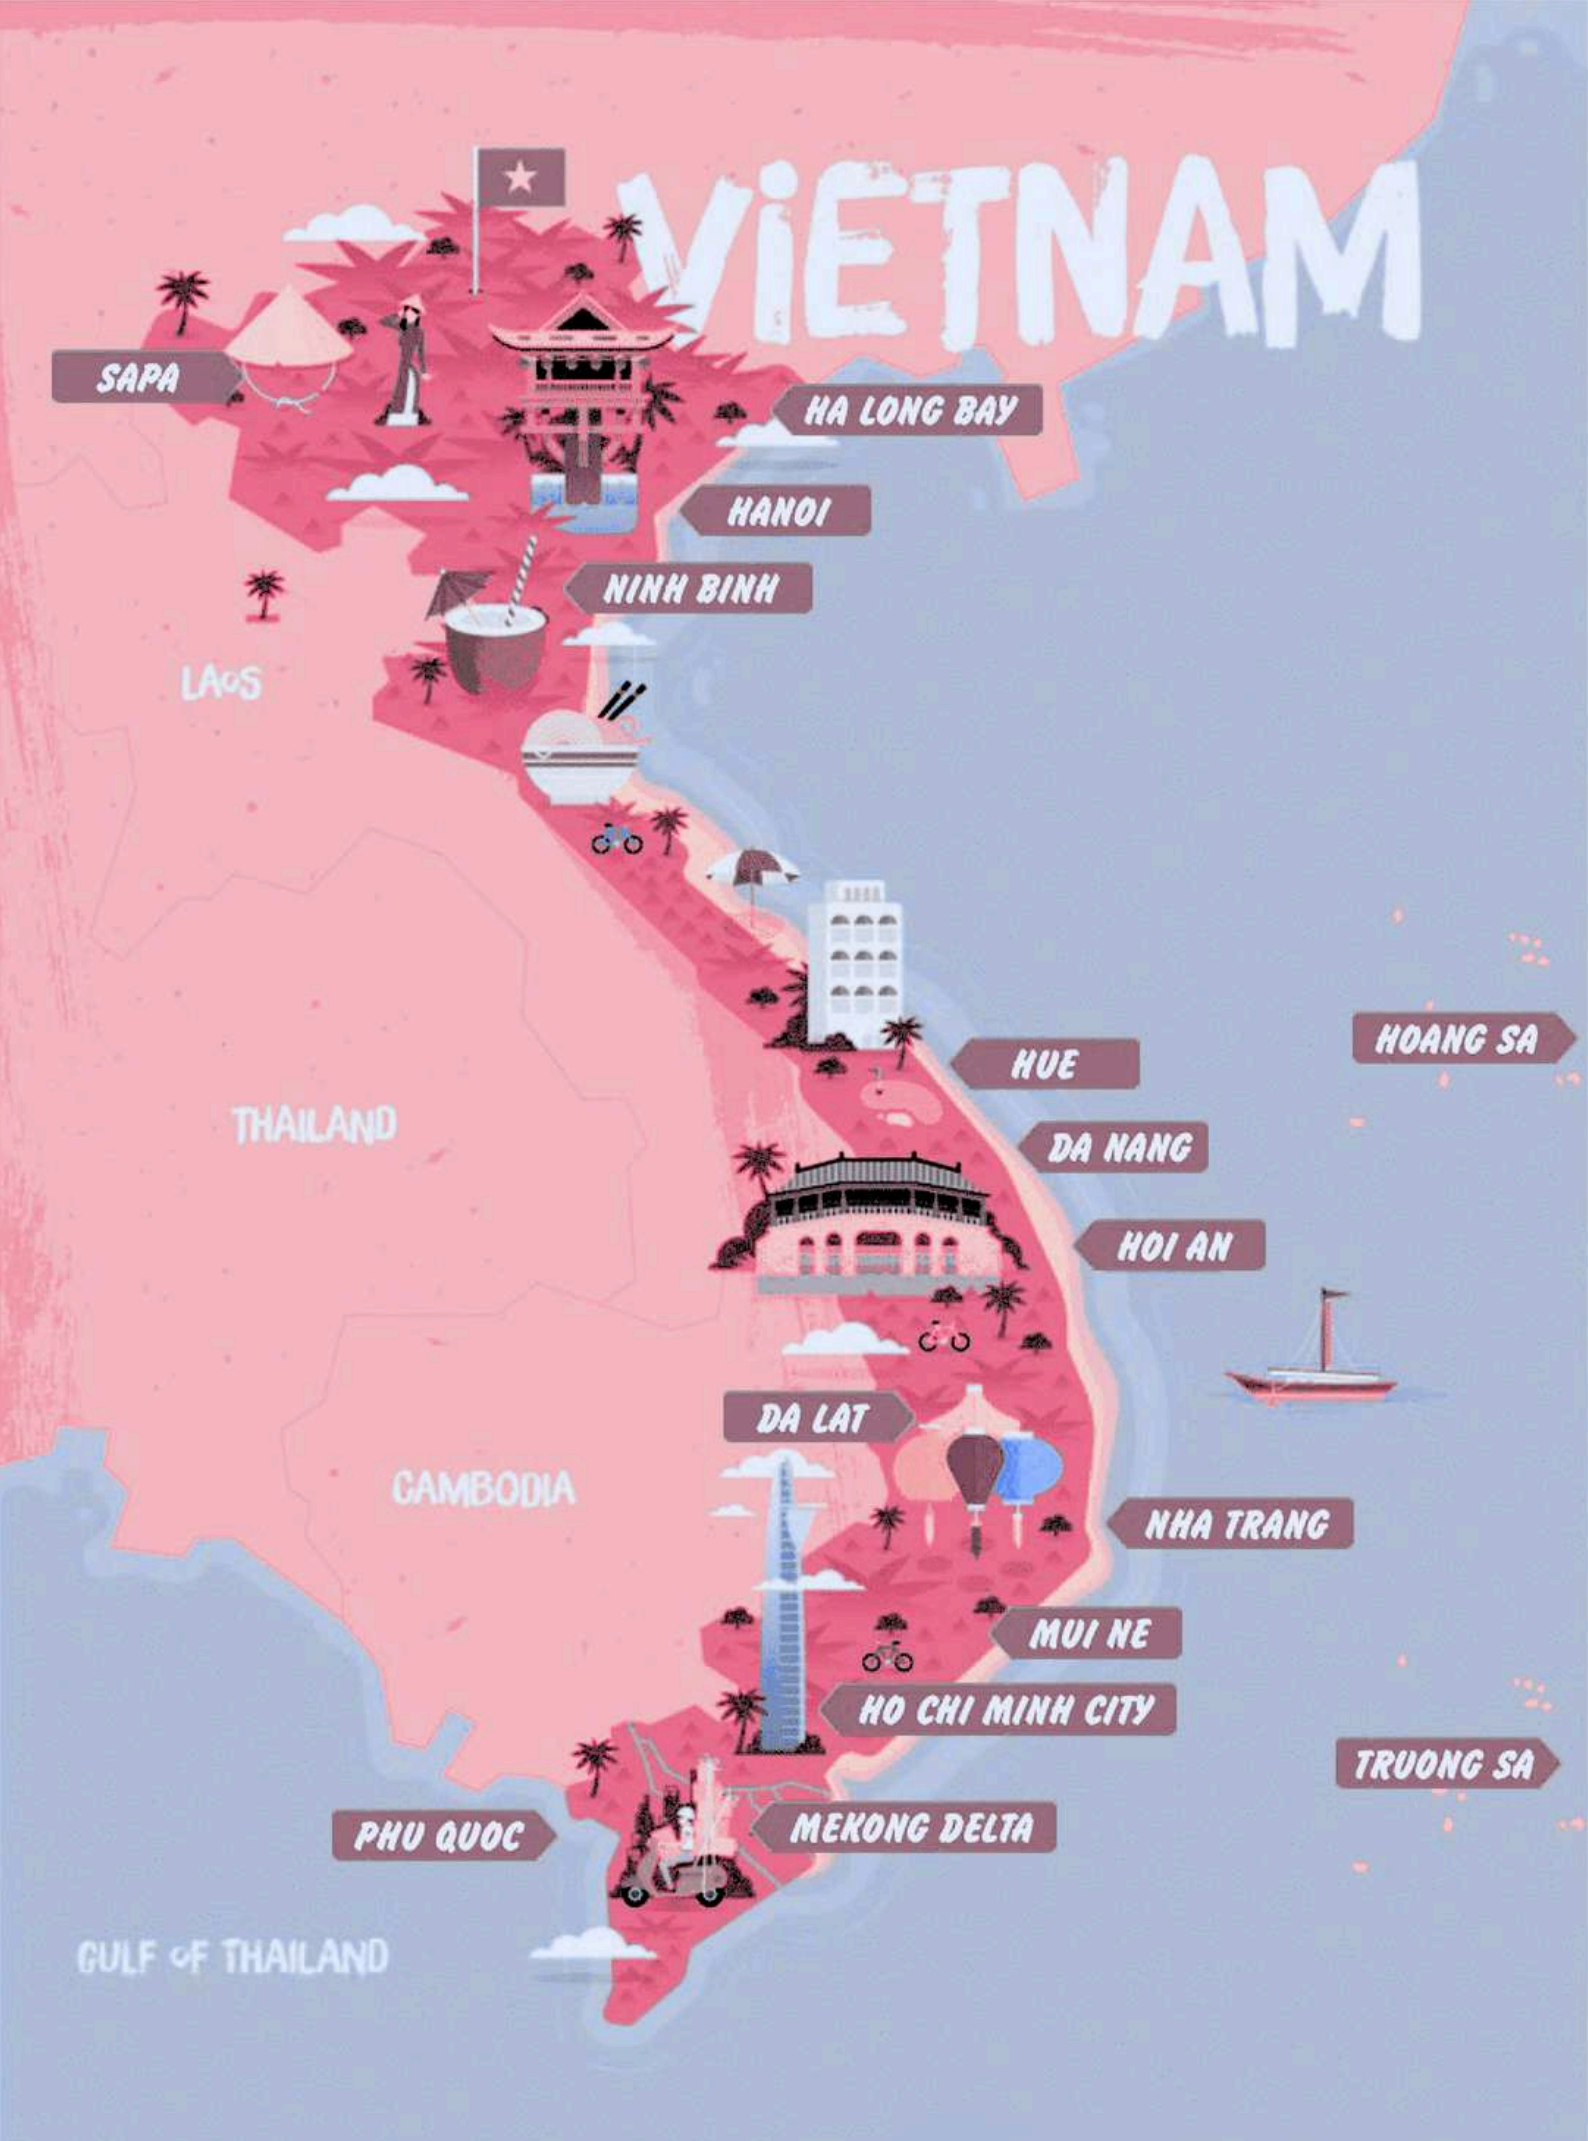 ViETNAM
SAPA
HA LONG BAY
HANOI
NINH BINH
LAoS
HOANG SA
HUE
THAILAND
DA NANG
HOI AN
DA LAT
CAMBODIA
NHA TRANG
MUI NE
HO CHI MINH CITY
TRUONG SA
PHU QUOC
MEKONG DELTA
GULF oF THAILAND